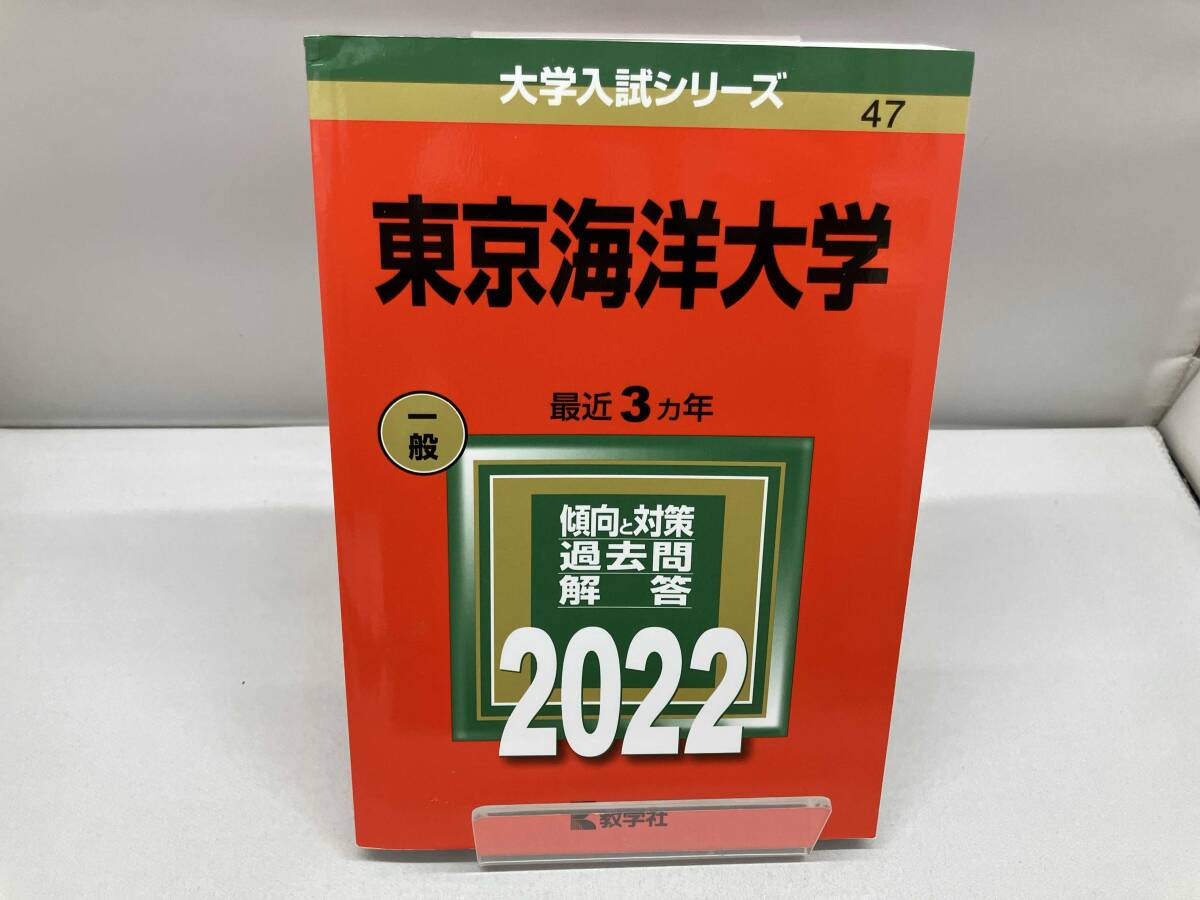 大学入試シリーズ
47
東京海洋大学
最近3ヵ年
一般
傾向と対策
過去問
解答
2022
教学社